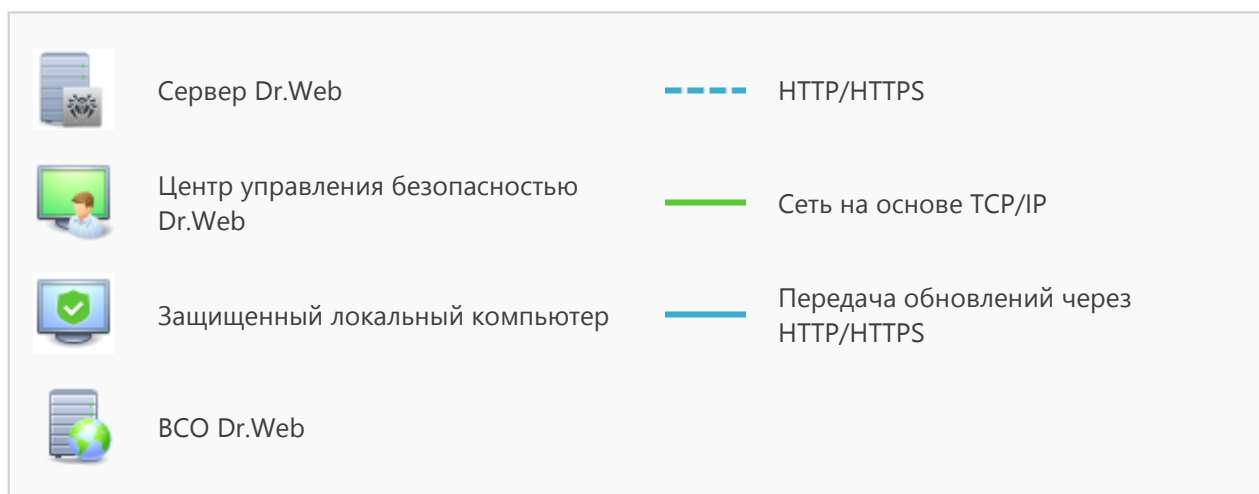 Сервер Dr.Web
HTTP/HTTPS
Центр управления безопасностью
Dr.Web
Сеть на основе TCP/IP
Защищенный локальный компьютер
Передача обновлений через
HTTP/HTTPS
ВСО Dr.Web